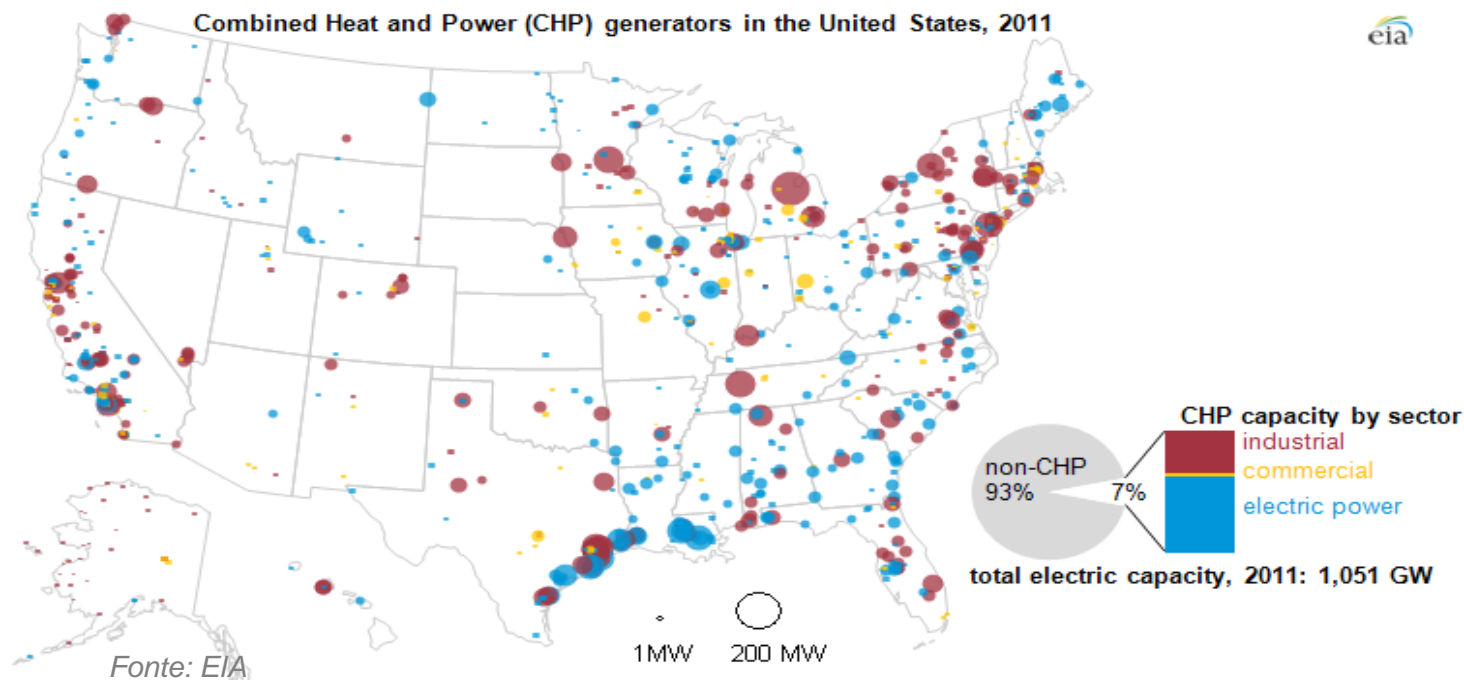 Combined Heat and Power (CHP) generators in the United States, 2011
eia
CHP capacity by sector
industrial
non-CHP
93%
7%
commercial
electric power
total electric capacity, 2011: 1,051 GW
1MW
200 MW
Fonte: EIA